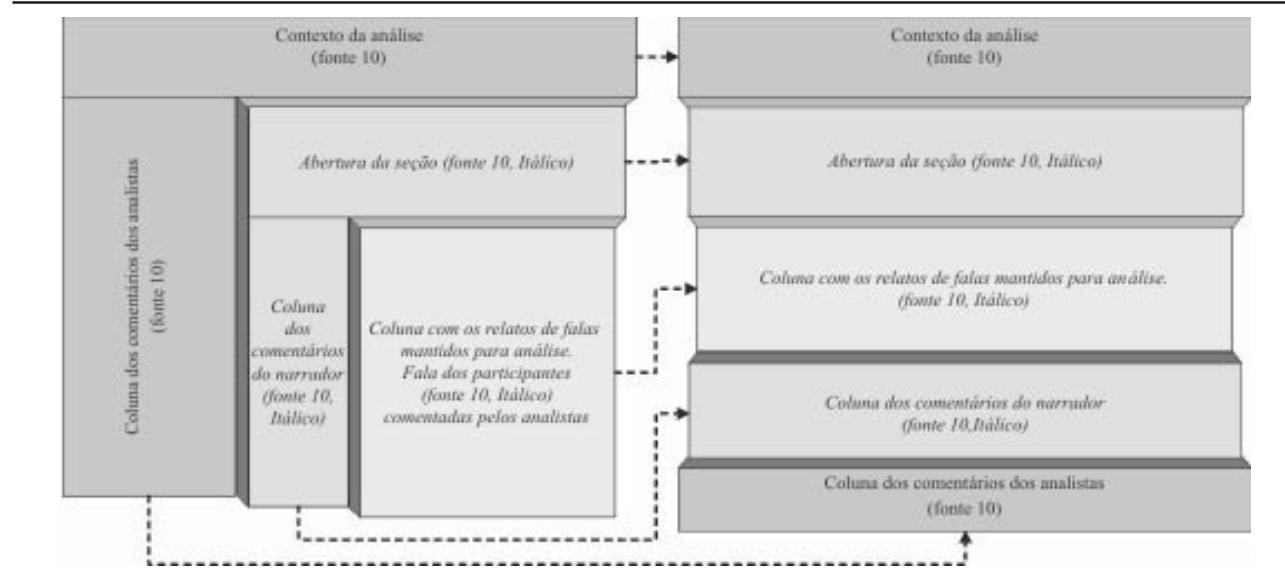 Contexto da análise
(fonte 10)
Coluna dos comentários dos analistas
(fonte 10)
Abertura da seção (fonte 10, Itálico)
Coluna
dos
comentários
do narrador
(fonte 10,
Itálico)
Coluna com os relatos de falas
mantidos para análise.
Fala dos participantes
(fonte 10, Itálico)
comentadas pelos analistas
Contexto da análise
(fonte 10)
Abertura da seção (fonte 10, Itálico)
Coluna com os relatos de falas mantidos para análise.
(fonte 10, Itálico)
Coluna dos comentários do narrador
(fonte 10,Itálico)
Coluna dos comentários dos analistas
(fonte 10)